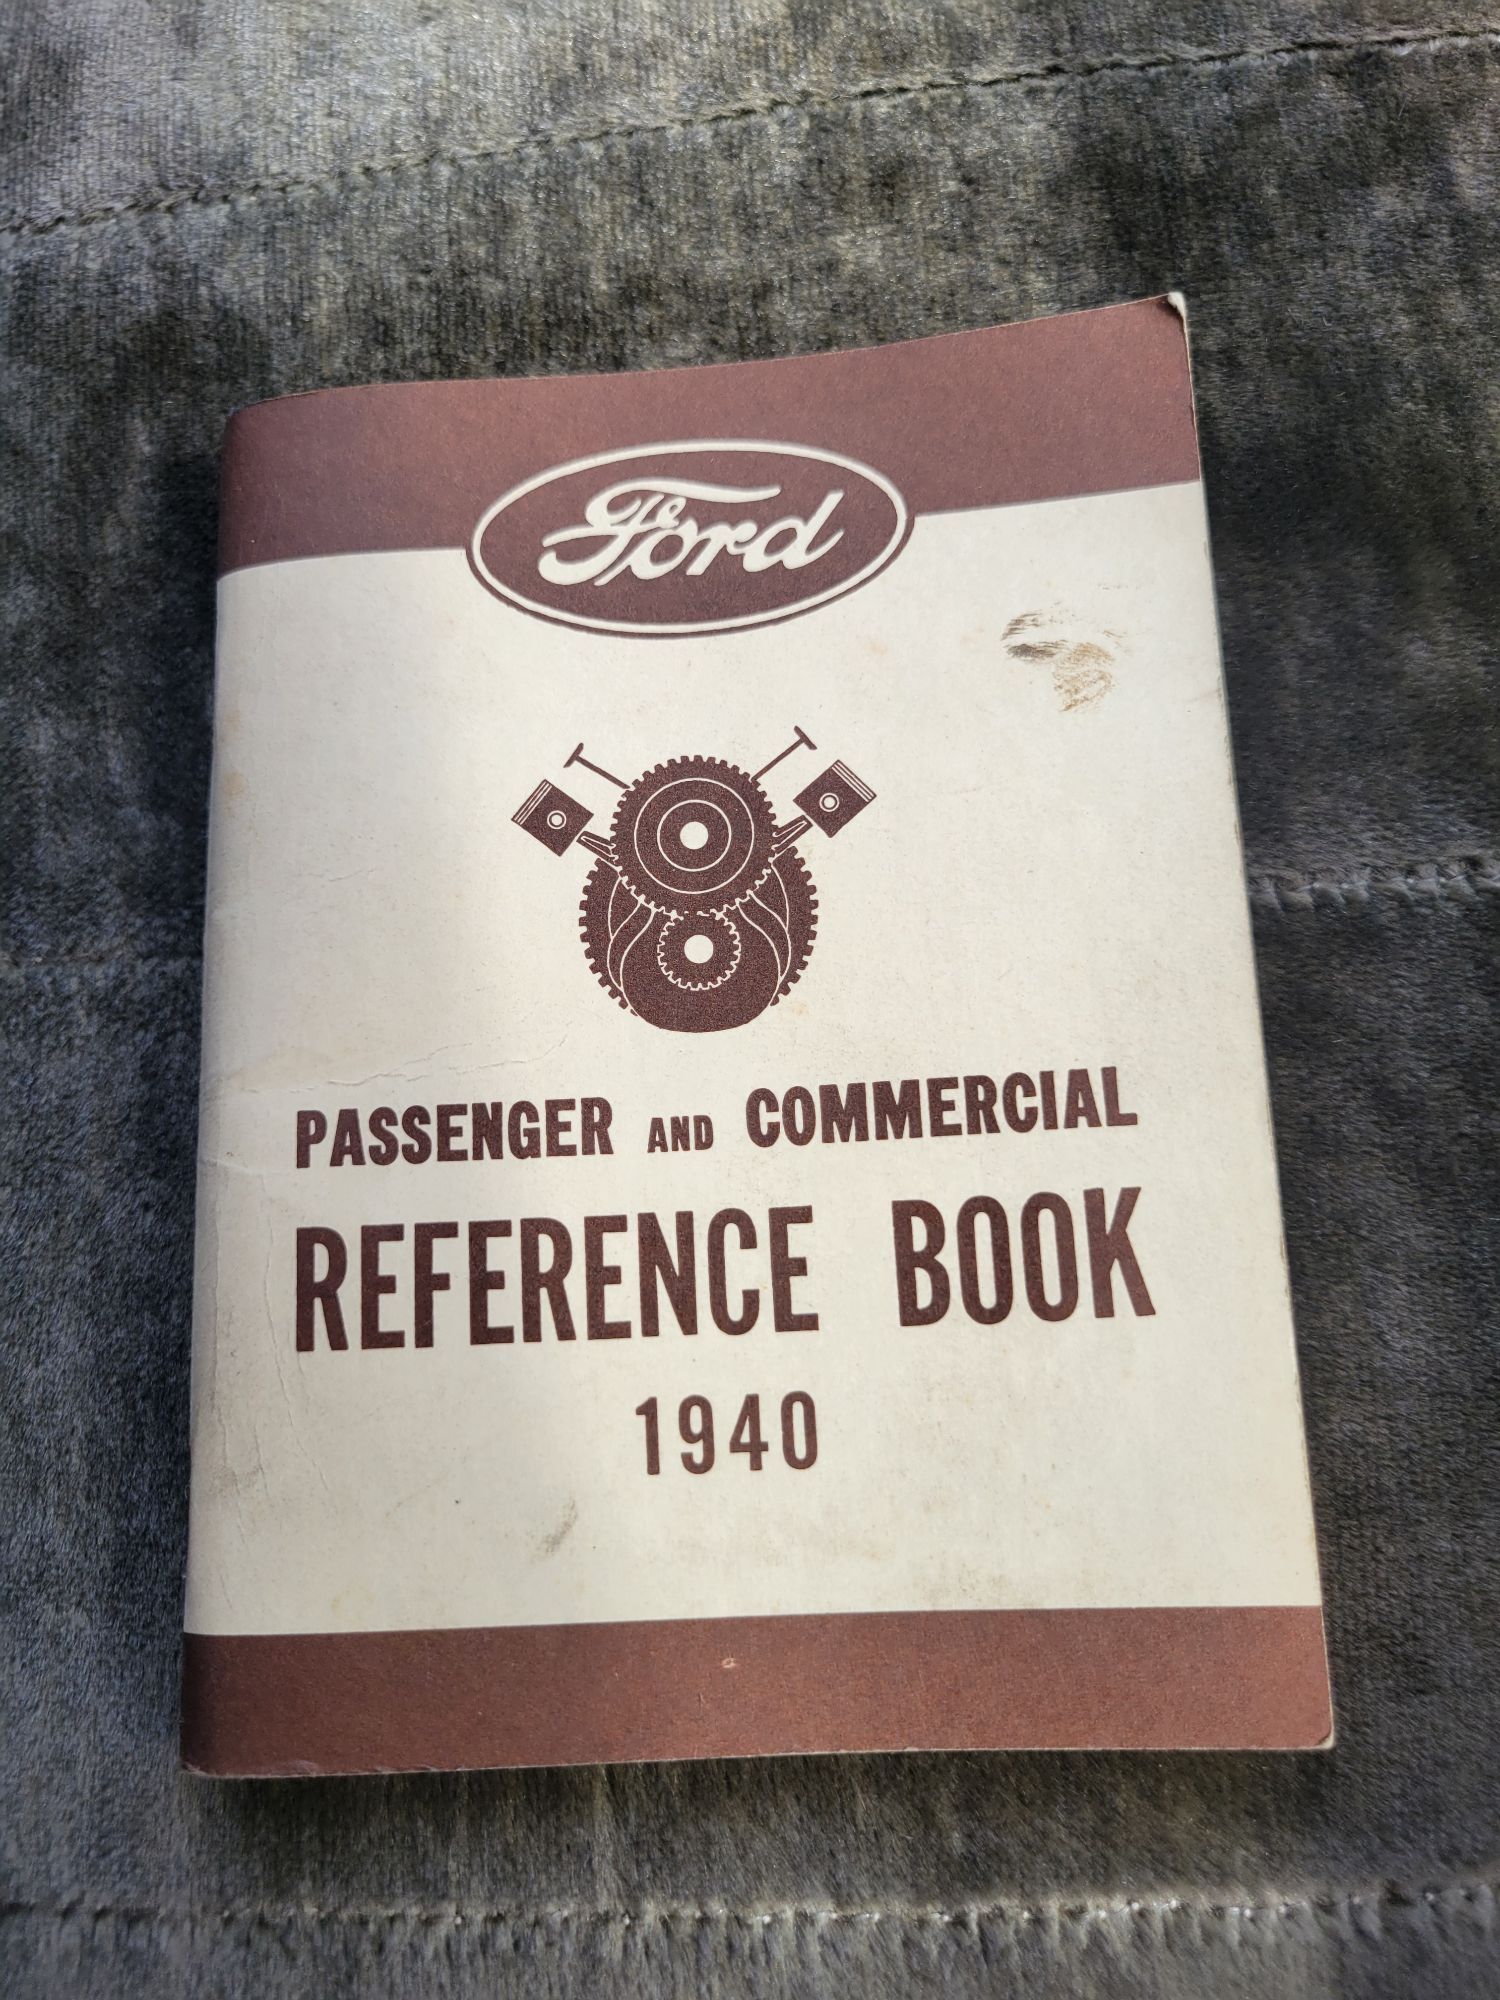 Ford
PASSENGER AND COMMERCIAL
REFERENCE BOOK
1940